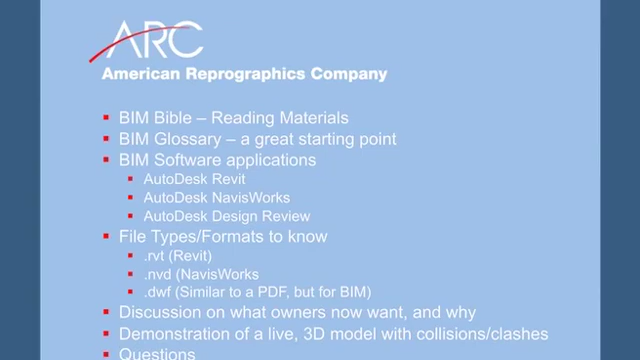 ARC
American Reprographics Company
BIM Bible – Reading Materials
BIM Glossary – a great starting point
BIM Software applications
AutoDesk Revit
AutoDesk NavisWorks
AutoDesk Design Review
File Types/Formats to know
.rvt (Revit)
.nvd (NavisWorks
.dwf (Similar to a PDF, but for BIM)
Discussion on what owners now want, and why
Demonstration of a live, 3D model with collisions/clashes
Questions